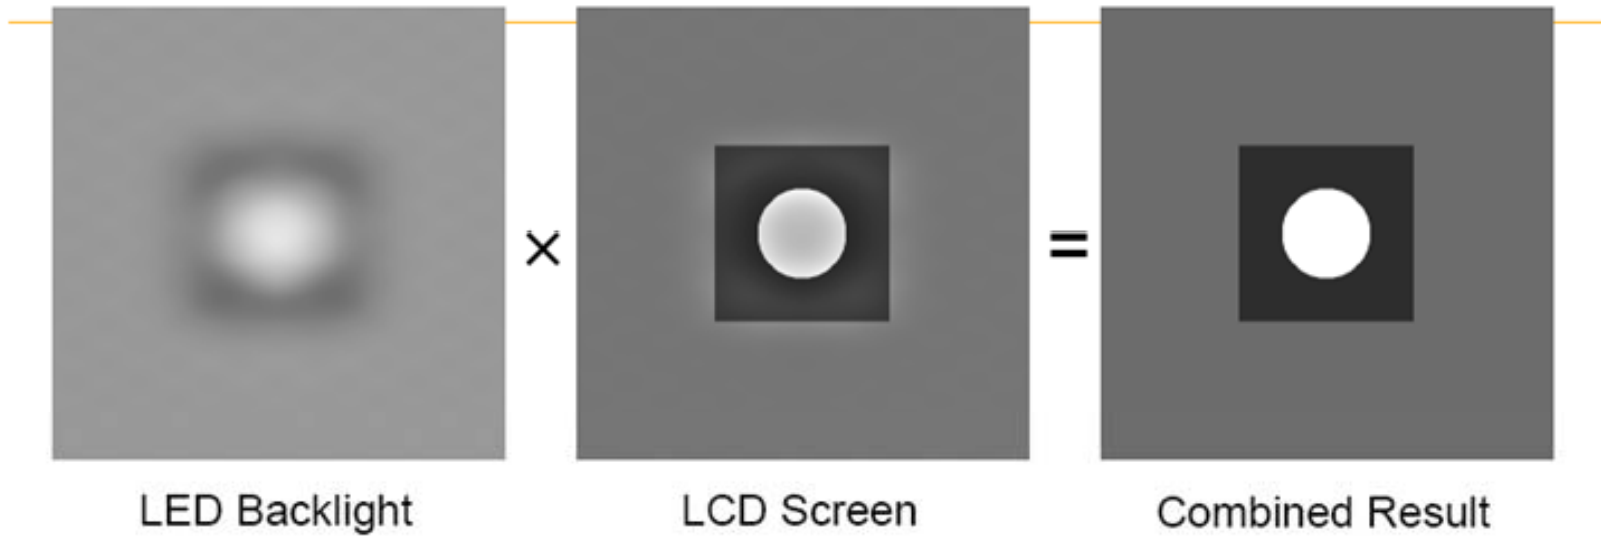 × =
LED Backlight LCD Screen Combined Result